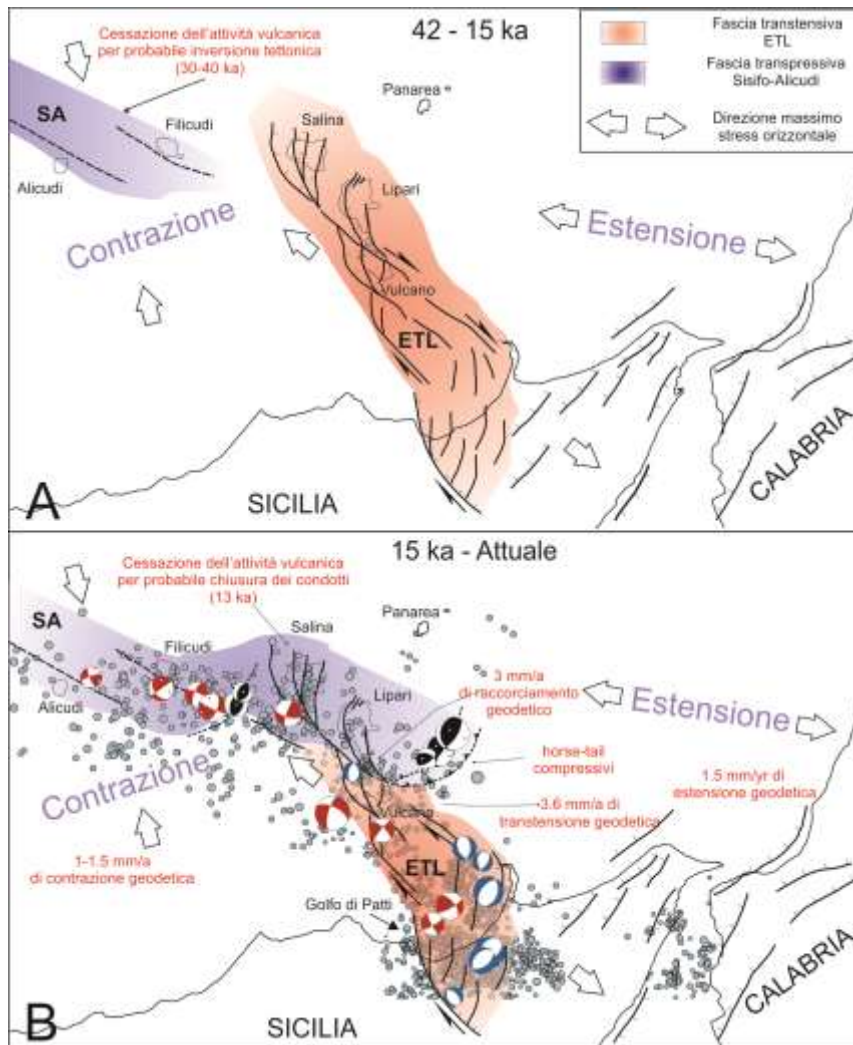 42 - 15 ka
Cessazione dell'attività vulcanica
per probabile inversione tettonica
(30-40 ka)
Fascia transtensiva
ETL
Fascia transpressiva
Sisifo-Alicudi
Direzione massimo
stress orizzontale
Panarea
SA
Filicudi
Salina
Alicudi
Lipari
Contrazione
Estensione
Vulcano
ETL
A
SICILIA
CALABRIA
15 ka - Attuale
Cessazione dell'attività vulcanica
per probabile chiusura dei condotti
(13 ka)
Panarea
SA
Filicudi
Salina
Alicudi
Lipari
3 mm/a
di raccorciamento
geodetico
Estensione
Contrazione
horse-tail
compressivi
1.5 mm/yr di
estensione geodetica
Vulcano
~3.6 mm/a di
transtensione geodetica
1-1.5 mm/a
di contrazione geodetica
ETL
Golfo di Patti
B
SICILIA
CALABRIA